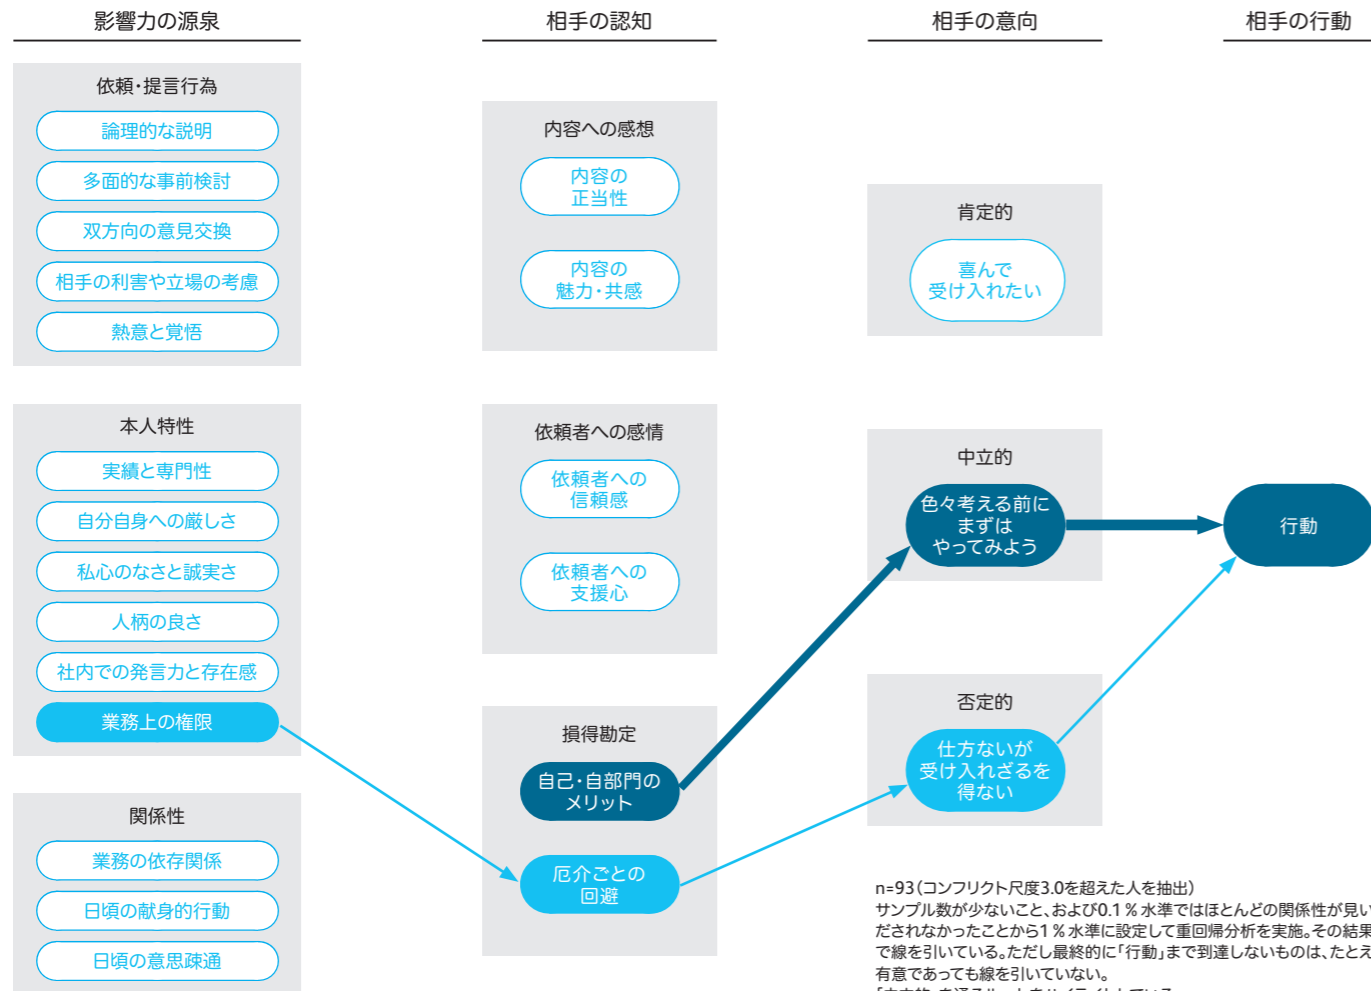 影響力の源泉
相手の認知
相手の意向
相手の行動
依頼・提言行為
論理的な説明
多面的な事前検討
双方向の意見交換
相手の利害や立場の考慮
熱意と覚悟
本人特性
実績と専門性
自分自身への厳しさ
私心のなさと誠実さ
人柄の良さ
社内での発言力と存在感
業務上の権限
関係性
業務の依存関係
日頃の献身的行動
日頃の意思疎通
内容への感想
内容の
正当性
内容の
魅力・共感
依頼者への感情
依頼者への
信頼感
依頼者への
支援心
損得勘定
自己・自部門の
メリット
厄介ごとの
回避
肯定的
喜んで
受け入れたい
中立的
色々考える前に
まずは
やってみよう
否定的
仕方ないが
受け入れざるを
得ない
行動
n=93（コンフリクト尺度3.0を超えた人を抽出）
サンプル数が少ないこと、および0.1％水準ではほとんどの関係性が見い
だされなかったことから1％水準に設定して重回帰分析を実施。その結果
で線を引いている。ただし最終的に「行動」まで到達しないものは、たとえ
有意であっても線を引いていない。